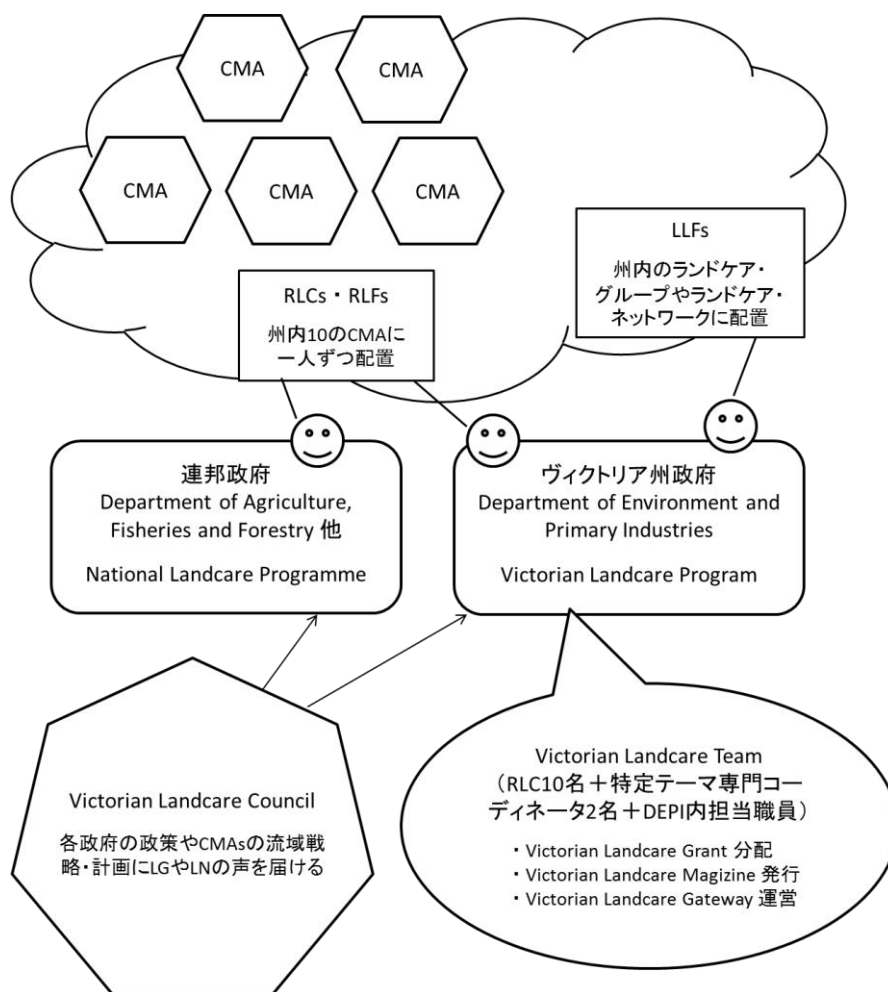 CMA
CMA
CMA
CMA
CMA
LLFs
州内のランドケア・
グループやランドケア・
ネットワークに配置
RLCs・RLFs
州内10のCMAに
一人ずつ配置
連邦政府
Department of Agriculture,
Fisheries and Forestry 他
National Landcare Programme
ヴィクトリア州政府
Department of Environment and
Primary Industries
Victorian Landcare Program
Victorian Landcare Council
各政府の政策やCMAsの流域戦
略・計画にLGやLNの声を届ける
Victorian Landcare Team
（RLC10名＋特定テーマ専門コー
ディネータ2名＋DEPI内担当職員）
・Victorian Landcare Grant 分配
・Victorian Landcare Magizine 発行
・Victorian Landcare Gateway 運営